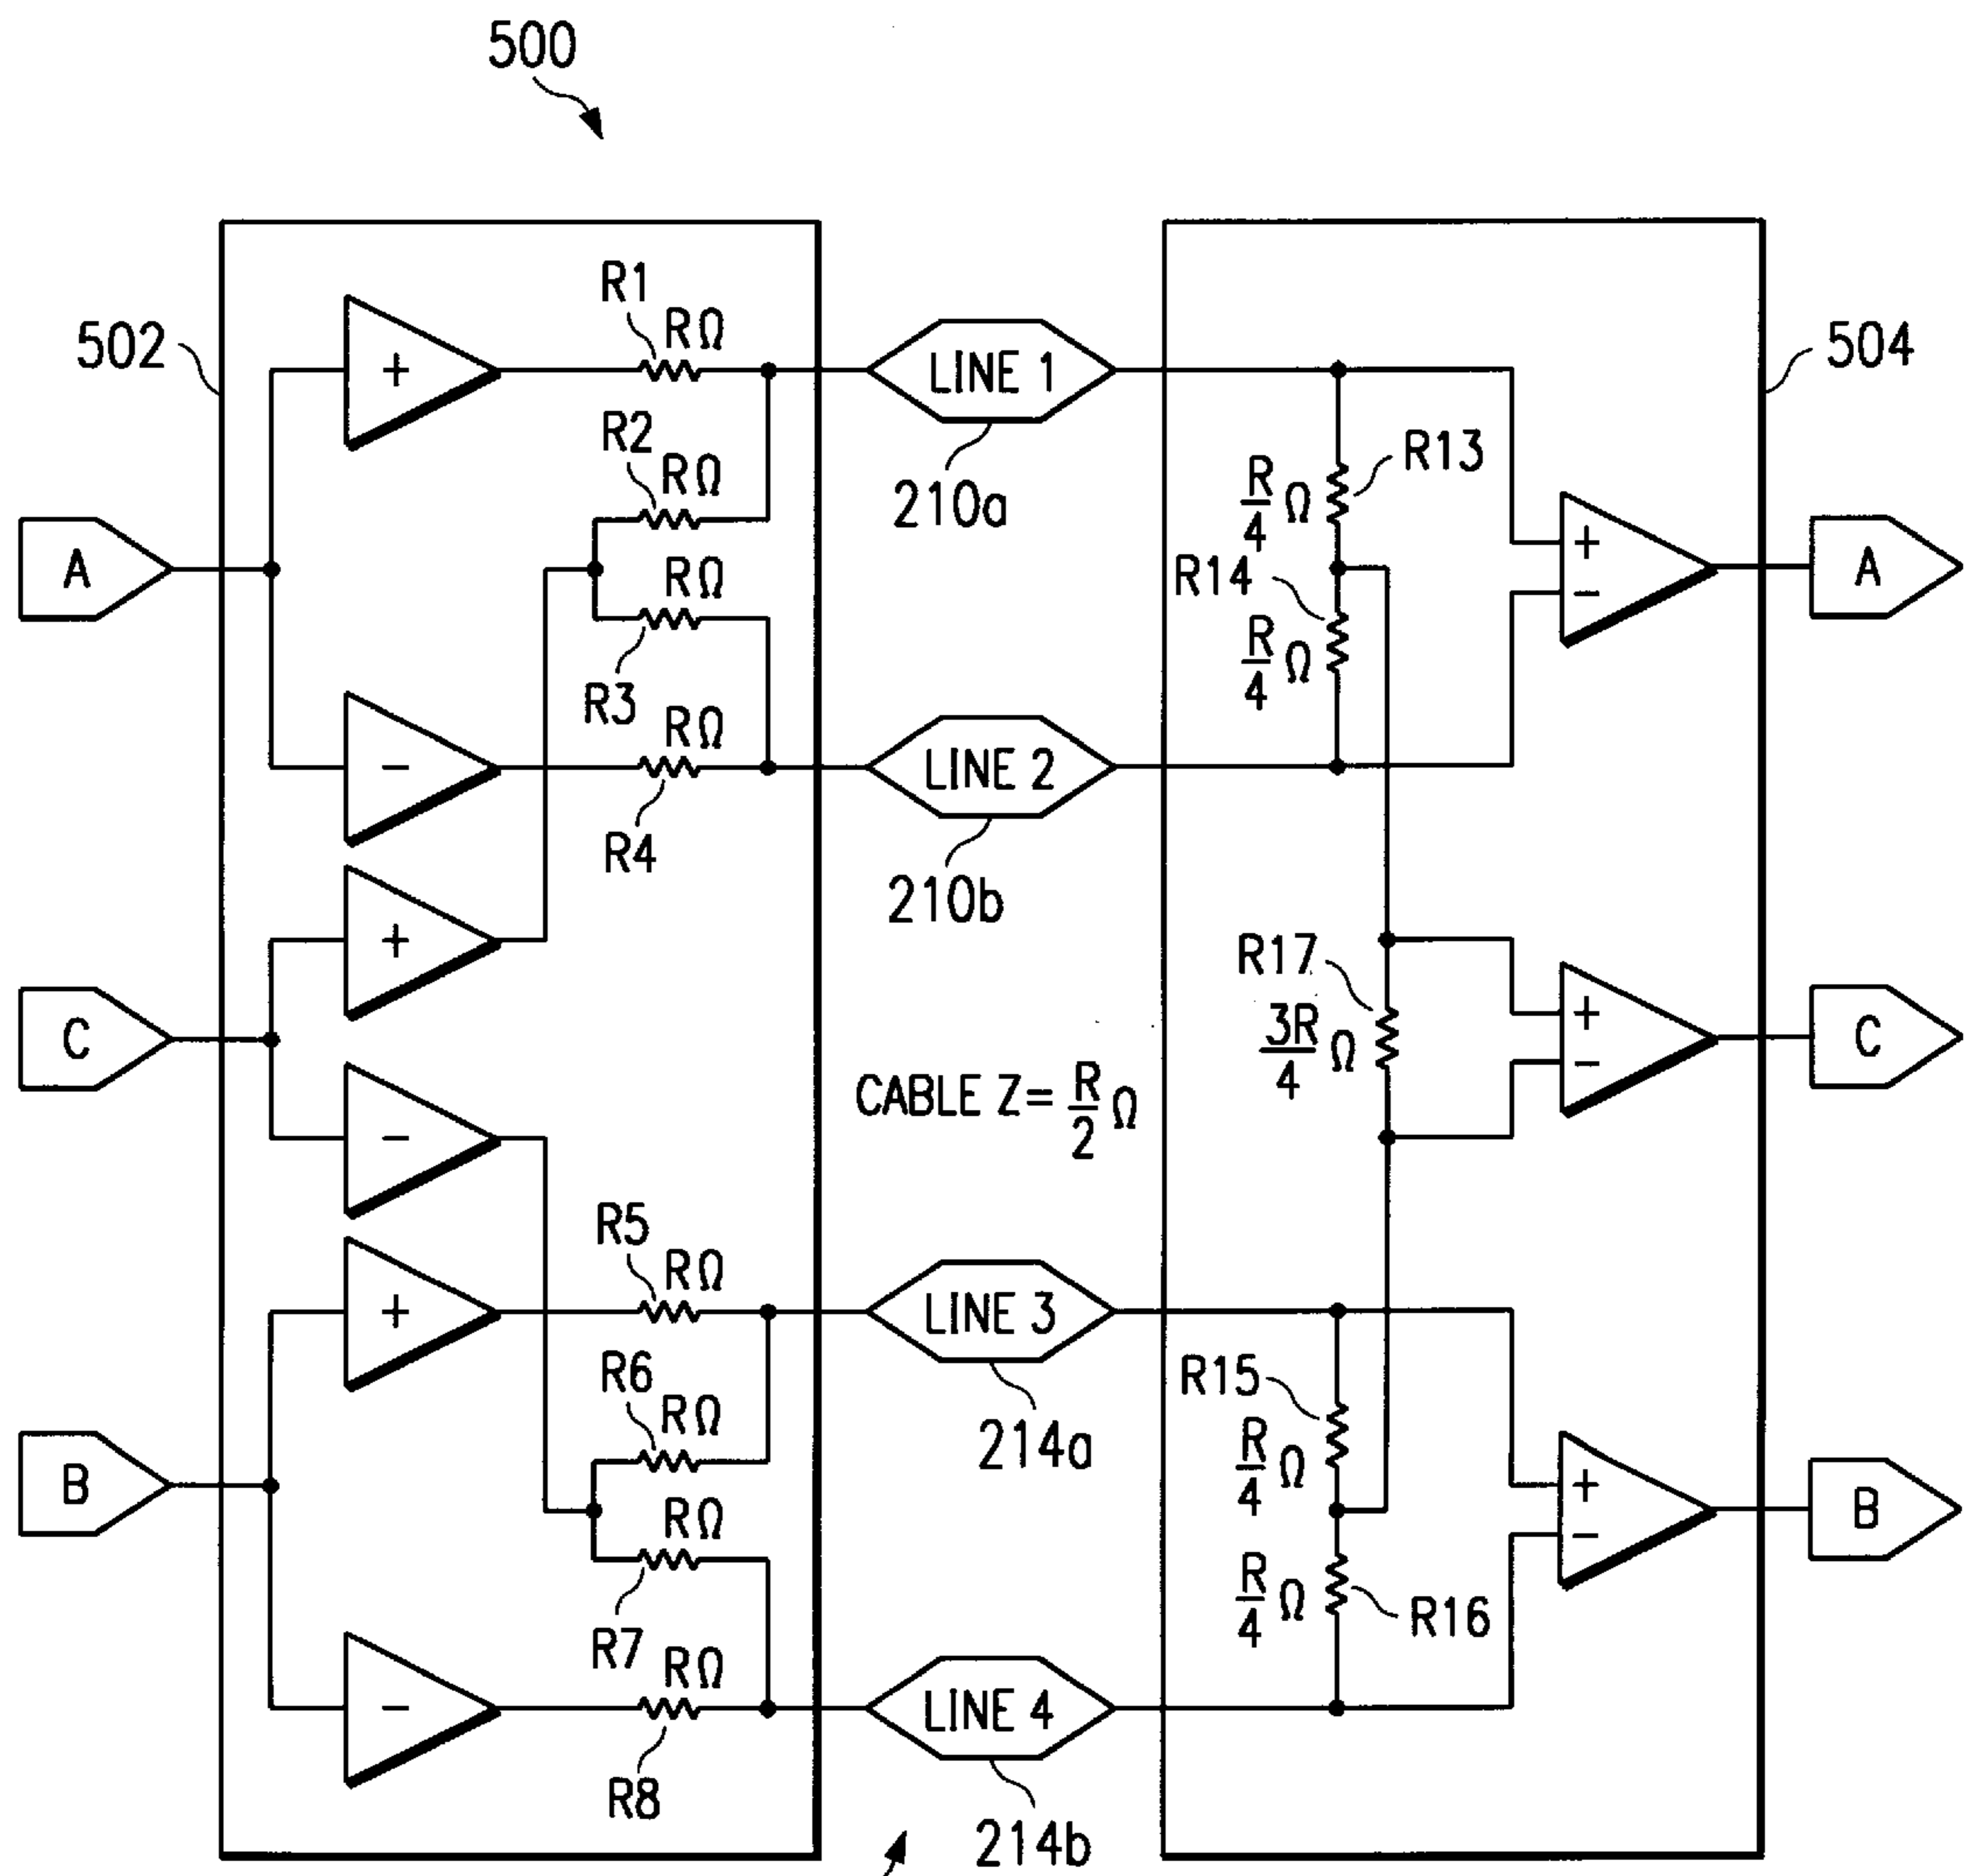 500
502
504
R1
RΩ
R2
RΩ
RΩ
R3
RΩ
R4
A
+
-
C
+
-
B
+
-
R5
RΩ
R6
RΩ
RΩ
R7
RΩ
R8
LINE 1
210a
LINE 2
210b
CABLE Z= R/2 Ω
LINE 3
214a
LINE 4
214b
R13
R/4 Ω
R14
R/4 Ω
R17
3R/4 Ω
R15
R/4 Ω
R/4 Ω
R16
+
-
A
+
-
C
+
-
B